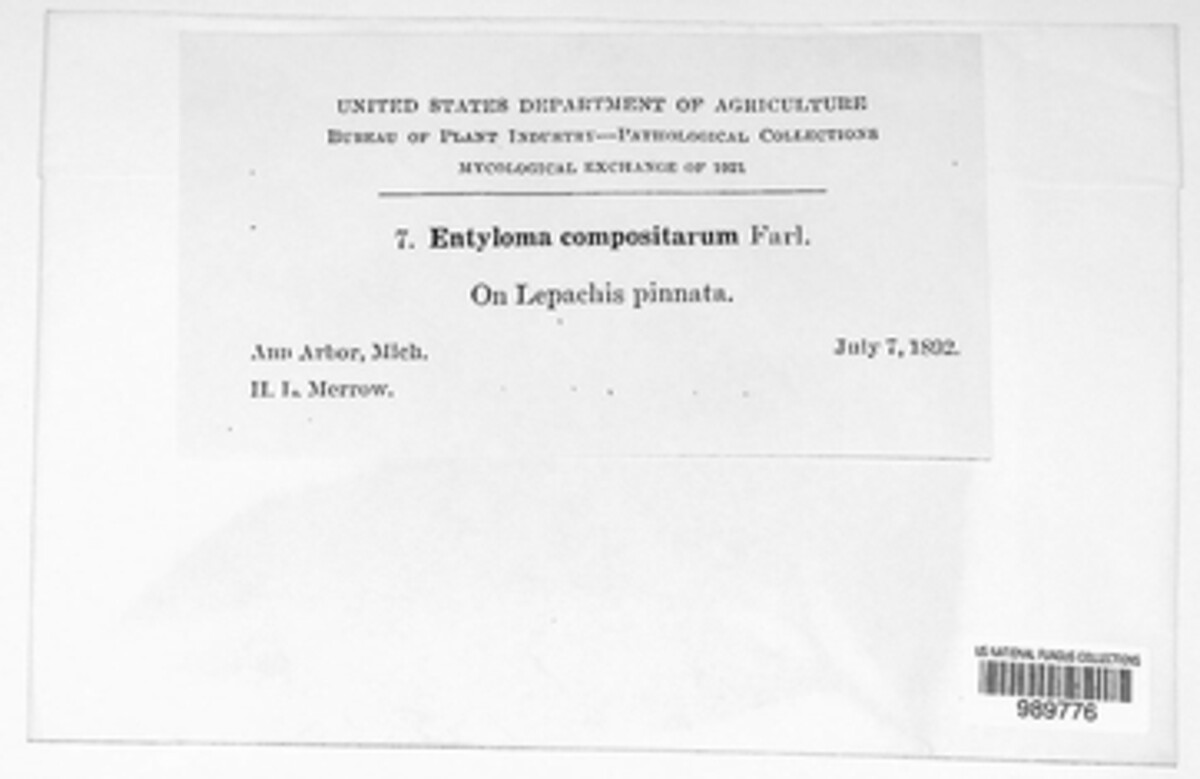 UNITED STATES DEPARTMENT OF AGRICULTURE
BUREAU OF PLANT INDUSTRY—PATHOLOGICAL COLLECTIONS
MYCOLOGICAL EXCHANGE OF 1921
7. Entyloma compositarum Farl.
On Lepachis pinnata.
Ann Arbor, Mich.
July 7, 1892.
H. L. Merrow.
US NATIONAL FUNGUS COLLECTIONS
989776